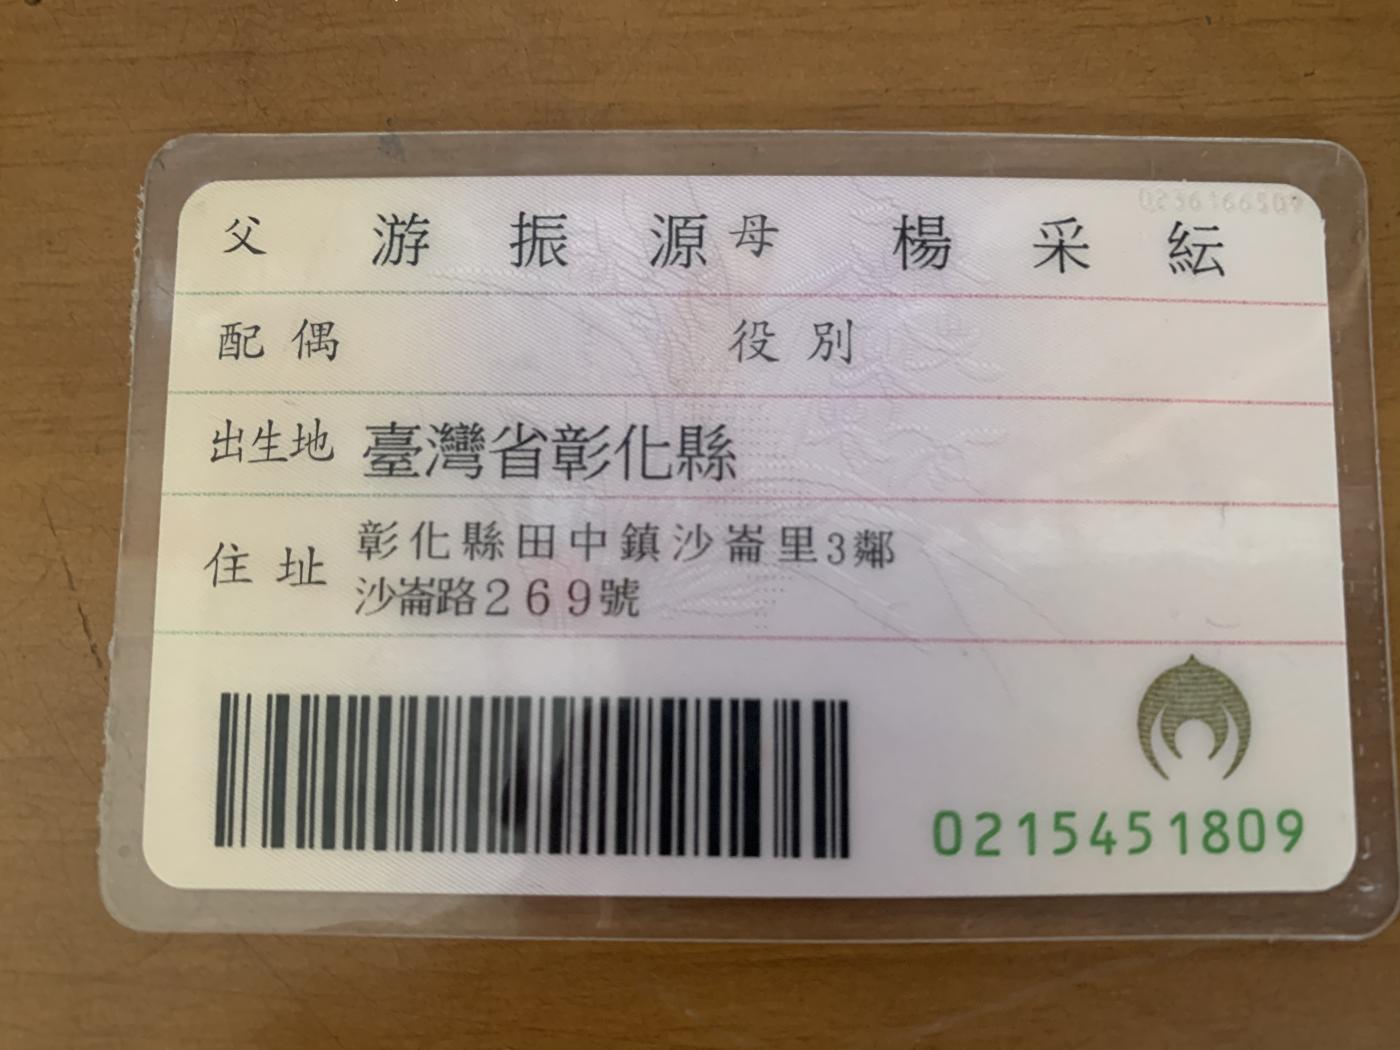 父 游振源 母 楊采紜
配偶 役別
出生地 臺灣省彰化縣
住址 彰化縣田中鎮沙崙里3鄰
沙崙路269號
0215451809